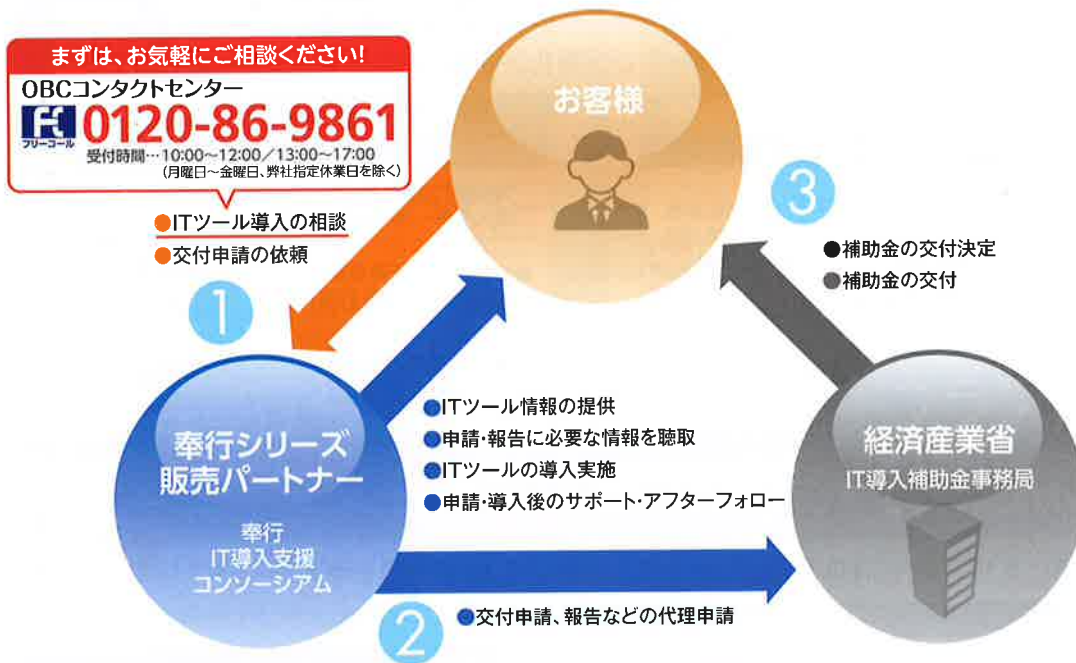 まずは、お気軽にご相談ください!
OBCコンタクトセンター
フリーコール
0120-86-9861
受付時間…10:00〜12:00/13:00〜17:00
(月曜日〜金曜日、弊社指定休業日を除く)
お客様
●ITツール導入の相談
●交付申請の依頼
1
3
●補助金の交付決定
●補助金の交付
奉行シリーズ
販売パートナー
奉行
IT導入支援
コンソーシアム
●ITツール情報の提供
●申請・報告に必要な情報を聴取
●ITツールの導入実施
●申請・導入後のサポート・アフターフォロー
経済産業省
IT導入補助金事務局
2
●交付申請、報告などの代理申請